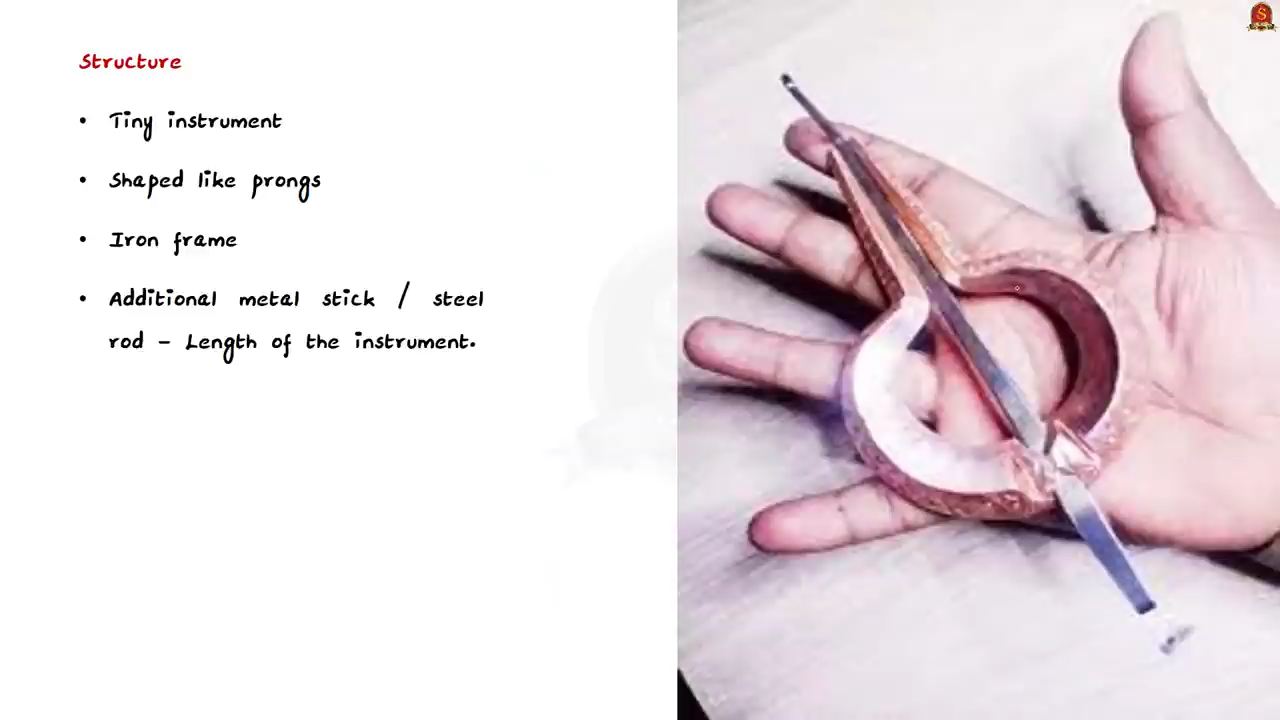 Structure
• Tiny instrument
• Shaped like prongs
• Iron frame
• Additional metal stick / steel
rod - Length of the instrument.